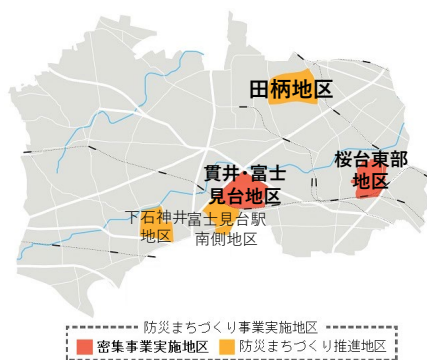 田柄地区
桜台東部
地区
貫井・富士
見台地区
下石神井
地区
富士見台駅
南側地区
防災まちづくり事業実施地区
密集事業実施地区 防災まちづくり推進地区